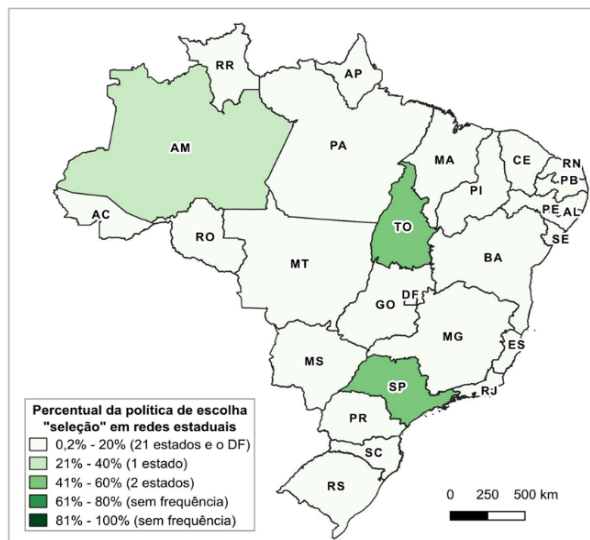 RR
AP
AM
PA
MA
CE
RN
PB
PI
PE
AL
SE
AC
RO
TO
BA
MT
GO
DF
MG
ES
MS
SP
RJ
PR
SC
RS
Percentual da política de escolha
"seleção" em redes estaduais
0,2% - 20% (21 estados e o DF)
21% - 40% (1 estado)
41% - 60% (2 estados)
61% - 80% (sem frequência)
81% - 100% (sem frequência)
0 250 500 km